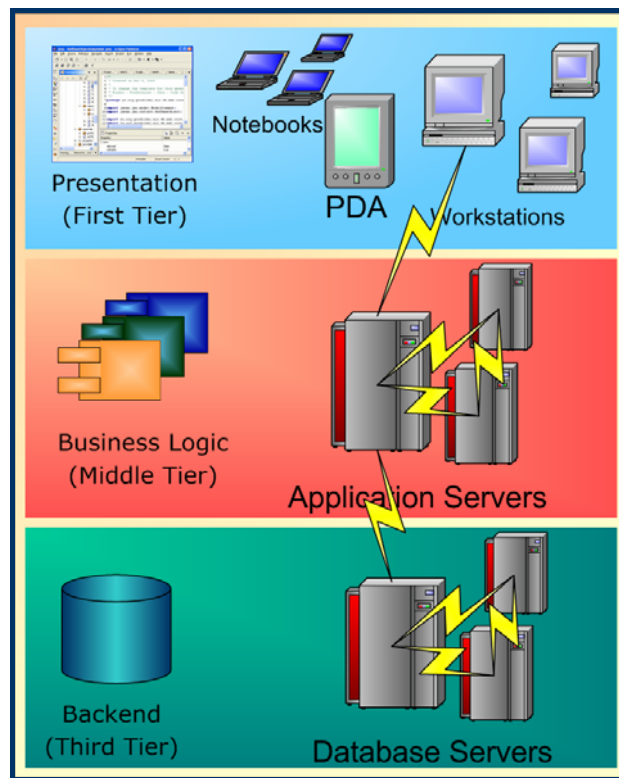 Notebooks
PDA
Workstations
Presentation
(First Tier)
Business Logic
(Middle Tier)
Application Servers
Backend
(Third Tier)
Database Servers